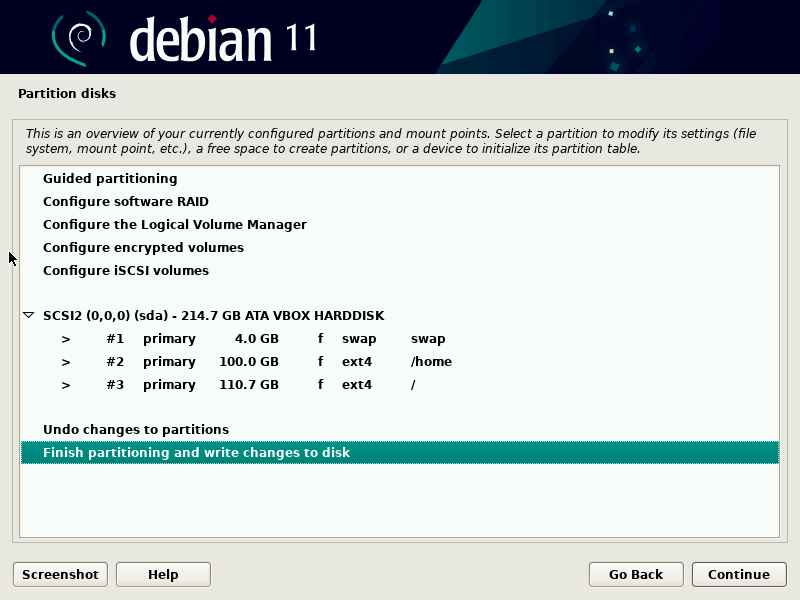 debian 11
Partition disks
This is an overview of your currently configured partitions and mount points. Select a partition to modify its settings (file
system, mount point, etc.), a free space to create partitions, or a device to initialize its partition table.
Guided partitioning
Configure software RAID
Configure the Logical Volume Manager
Configure encrypted volumes
Configure iSCSI volumes
SCSI2 (0,0,0) (sda) - 214.7 GB ATA VBOX HARDDISK
> #1 primary 4.0 GB f swap swap
> #2 primary 100.0 GB f ext4 /home
> #3 primary 110.7 GB f ext4 /
Undo changes to partitions
Finish partitioning and write changes to disk
Screenshot Help Go Back Continue